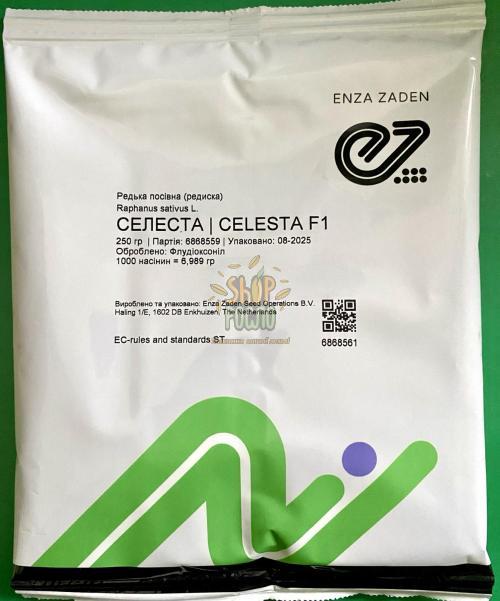 ENZA ZADEN
Редька посівна (редиска)
Raphanus sativus L.
СЕЛЕСТА | CELESTA F1
250 гр | Партія: 6868559 | Упаковано: 08-2025
Оброблено: Флудіоксоніл
1000 насінин = 6,989 гр
SHOP
Вироблено та упаковано: Enza Zaden Seed Operations B.V.
Haling 1/E, 1602 DB Enkhuizen, The Netherlands
EC-rules and standards ST
6868561